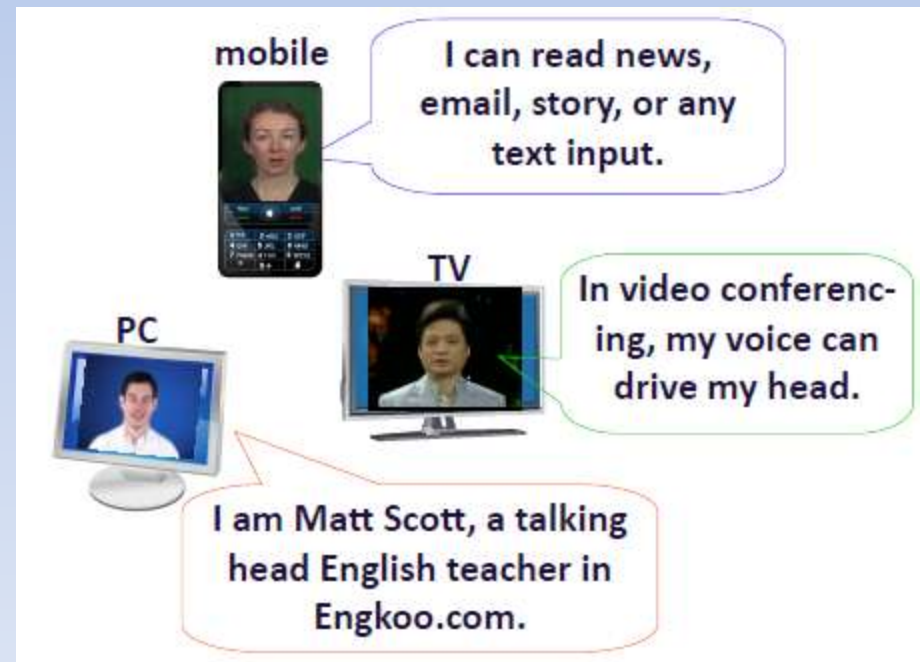 mobile
I can read news,
email, story, or any
text input.
TV
In video conferenc-
ing, my voice can
drive my head.
PC
I am Matt Scott, a talking
head English teacher in
Engkoo.com.